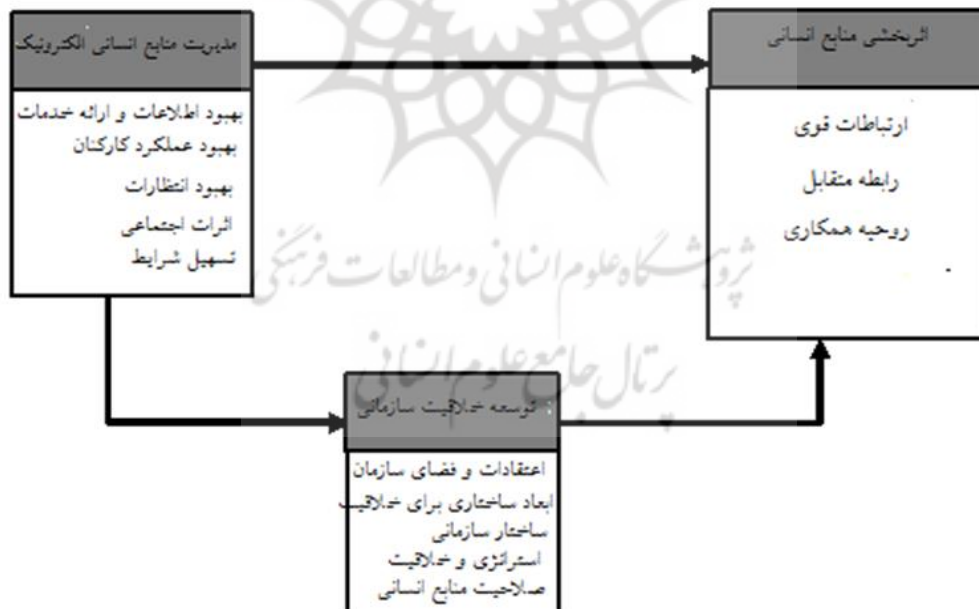 مدیریت منابع انسانی الکترونیک
بهبود اطلاعات و ارائه خدمات
بهبود عملکرد کارکنان
بهبود انتظارات
اثرات اجتماعی
تسهیل شرایط
اثربخشی منابع انسانی
ارتباطات قوی
رابطه متقابل
روحیه همکاری
پژوهشگاه علوم انسانی و مطالعات فرهنگی
پرتال جامع علوم انسانی
توسعه خلاقیت سازمانی
اعتقادات و فضای سازمان
ابعاد ساختاری برای خلاقیت
ساختار سازمانی
استراتژی و خلاقیت
صلاحیت منابع انسانی